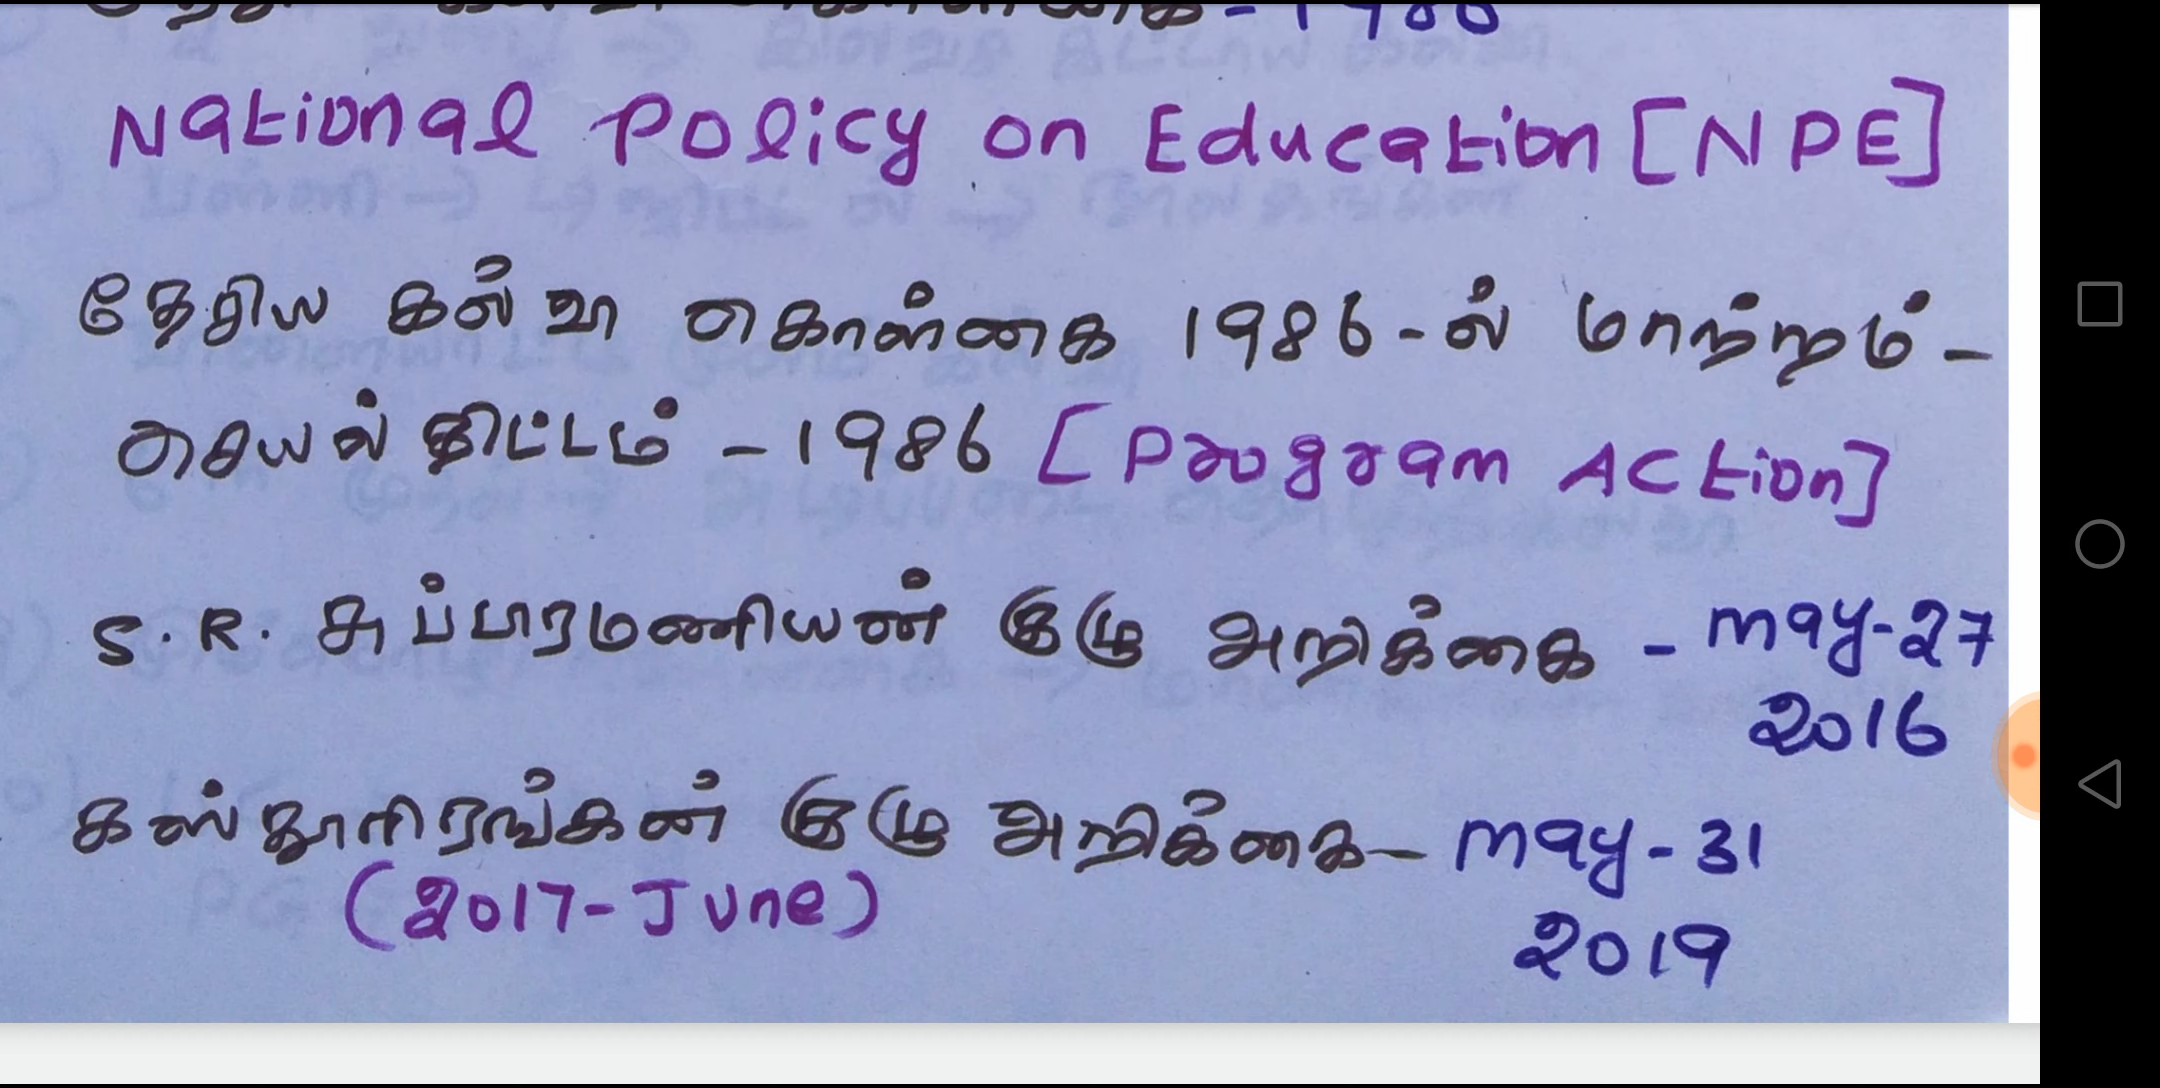 கொள்கை - 1986
National Policy on Education [NPE]
தேசிய கல்வி கொள்கை 1986-ல் மாற்றம் -
செயல் திட்டம் - 1986 [Program Action]
S.R. சுப்பிரமணியன் குழு அறிக்கை - May-27
2016
கஸ்தூரிரங்கன் குழு அறிக்கை - May-31
(2017-June)
2019